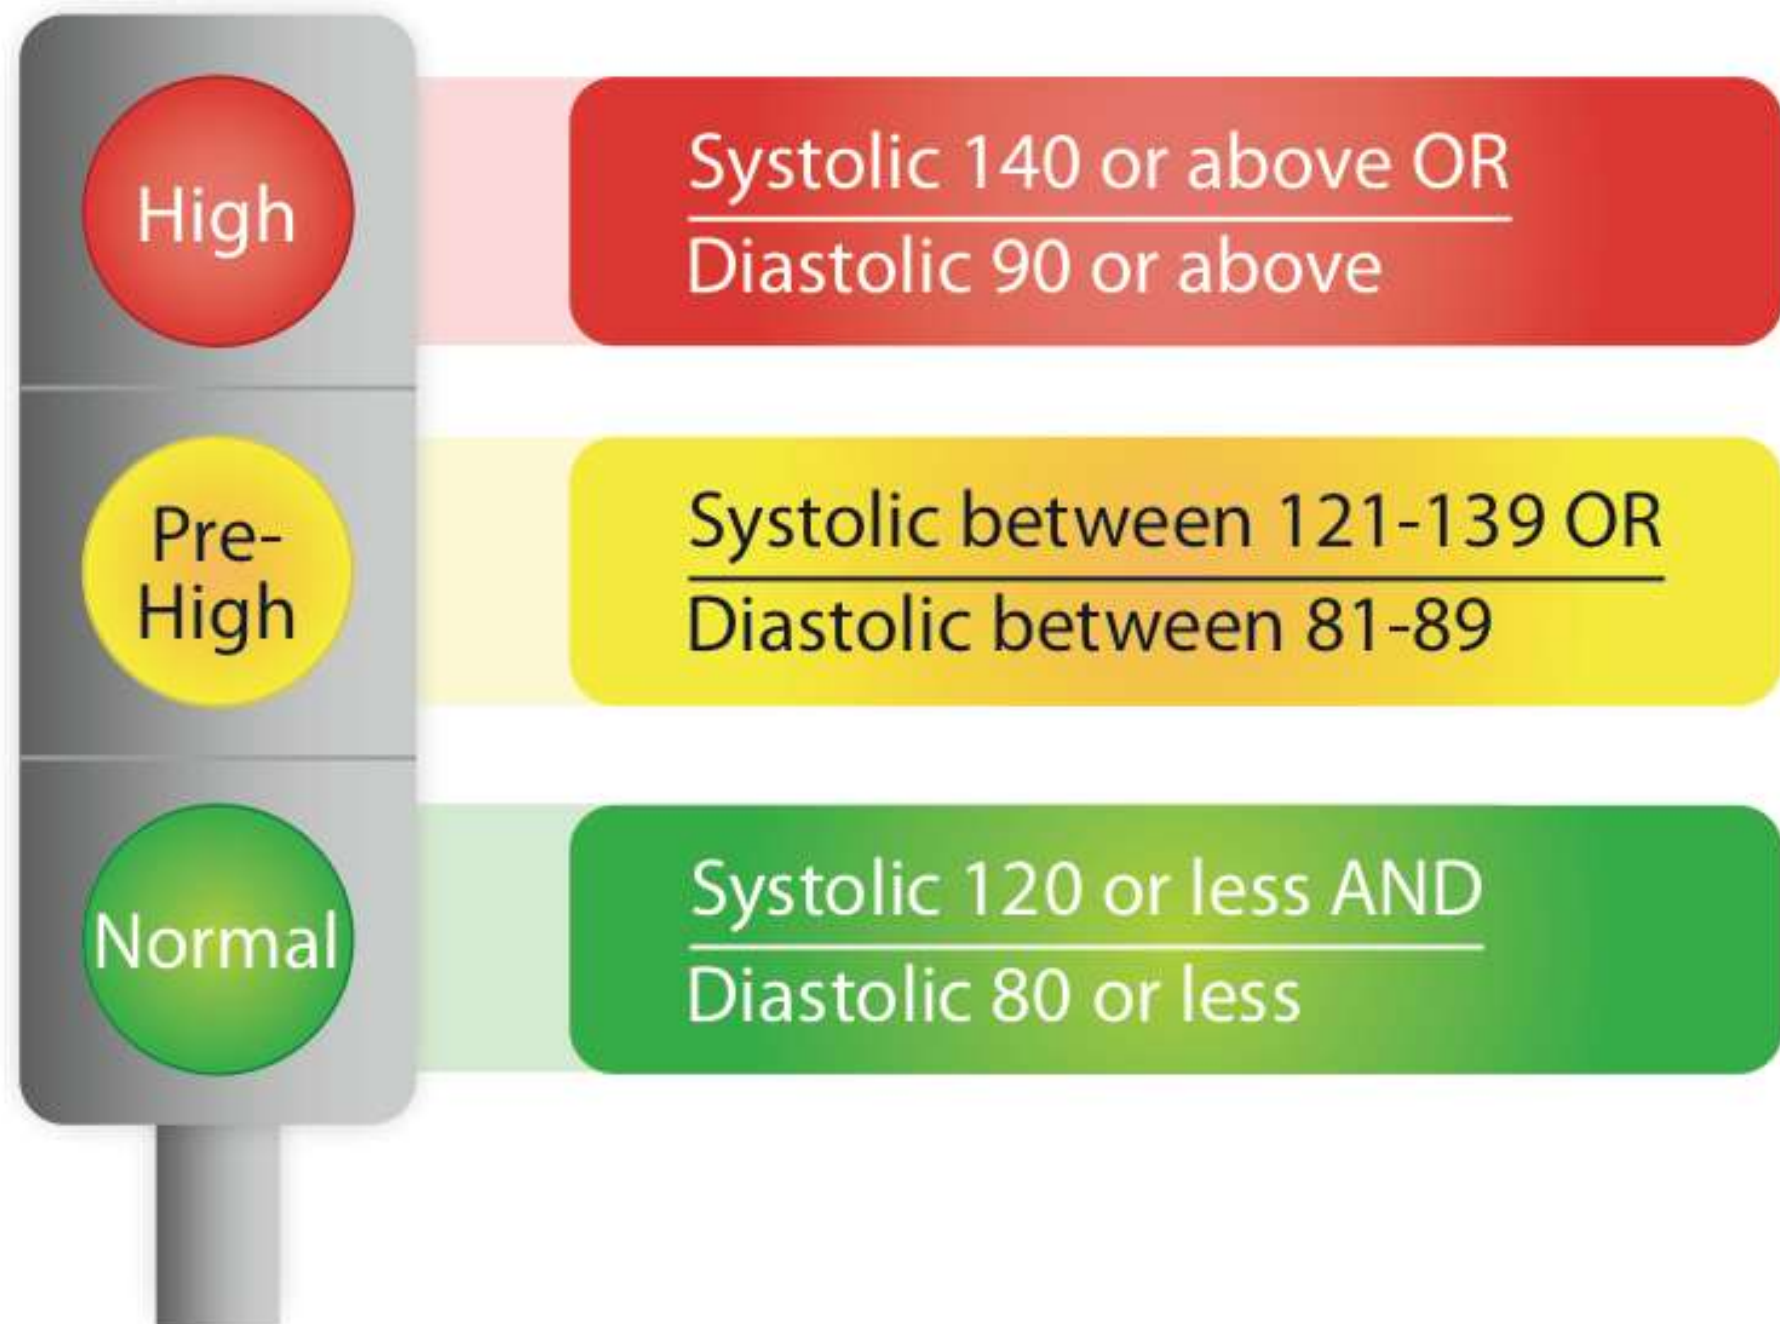 High
Systolic 140 or above OR
Diastolic 90 or above
Pre-
High
Systolic between 121-139 OR
Diastolic between 81-89
Normal
Systolic 120 or less AND
Diastolic 80 or less